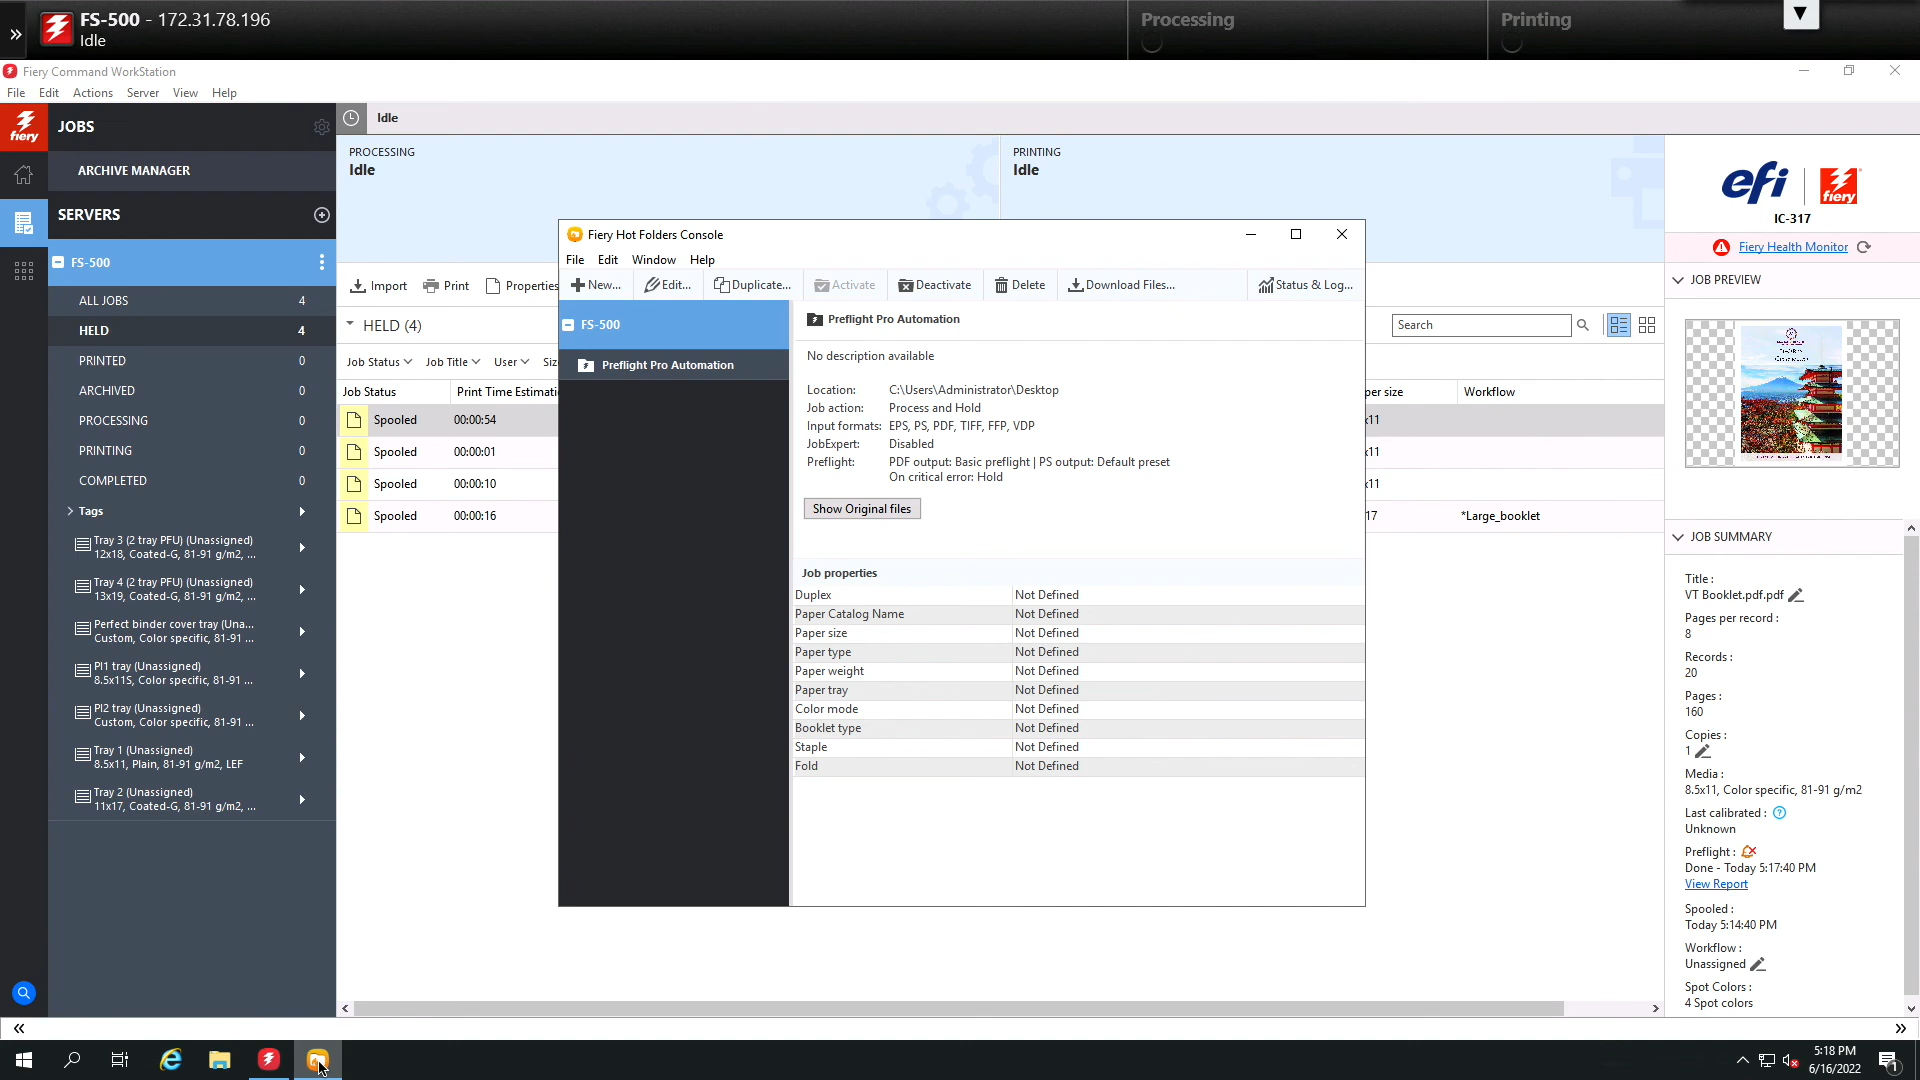 FS-500 - 172.31.78.196
Idle
Processing
Printing
Fiery Command WorkStation
File Edit Actions Server View Help
fiery
JOBS
Idle
ARCHIVE MANAGER
SERVERS
FS-500
ALL JOBS 4
HELD 4
PRINTED 0
ARCHIVED 0
PROCESSING 0
PRINTING 0
COMPLETED 0
Tags
Tray 3 (2 tray PFU) (Unassigned)
12x18, Coated-G, 81-91 g/m2, ...
Tray 4 (2 tray PFU) (Unassigned)
13x19, Coated-G, 81-91 g/m2, ...
Perfect binder cover tray (Una...
Custom, Color specific, 81-91 ...
PI1 tray (Unassigned)
8.5x11S, Color specific, 81-91 ...
PI2 tray (Unassigned)
Custom, Color specific, 81-91 ...
Tray 1 (Unassigned)
8.5x11, Plain, 81-91 g/m2, LEF
Tray 2 (Unassigned)
11x17, Coated-G, 81-91 g/m2, ...
PROCESSING
Idle
PRINTING
Idle
Import Print Properties
HELD (4)
Search
Job Status Job Title User Siz
Job Status Print Time Estimati per size Workflow
Spooled 00:00:54 x11
Spooled 00:00:01 x11
Spooled 00:00:10 x11
Spooled 00:00:16 17 *Large_booklet
Fiery Hot Folders Console
File Edit Window Help
New... Edit... Duplicate... Activate Deactivate Delete Download Files... Status & Log...
FS-500
Preflight Pro Automation
Preflight Pro Automation
No description available
Location: C:\Users\Administrator\Desktop
Job action: Process and Hold
Input formats: EPS, PS, PDF, TIFF, FFP, VDP
JobExpert: Disabled
Preflight: PDF output: Basic preflight | PS output: Default preset
On critical error: Hold
Show Original files
Job properties
Duplex Not Defined
Paper Catalog Name Not Defined
Paper size Not Defined
Paper type Not Defined
Paper weight Not Defined
Paper tray Not Defined
Color mode Not Defined
Booklet type Not Defined
Staple Not Defined
Fold Not Defined
efi fiery
IC-317
Fiery Health Monitor
JOB PREVIEW
JOB SUMMARY
Title :
VT Booklet.pdf.pdf
Pages per record :
8
Records :
20
Pages :
160
Copies :
1
Media :
8.5x11, Color specific, 81-91 g/m2
Last calibrated :
Unknown
Preflight :
Done - Today 5:17:40 PM
View Report
Spooled :
Today 5:14:40 PM
Workflow :
Unassigned
Spot Colors :
4 Spot colors
5:18 PM
6/16/2022
1